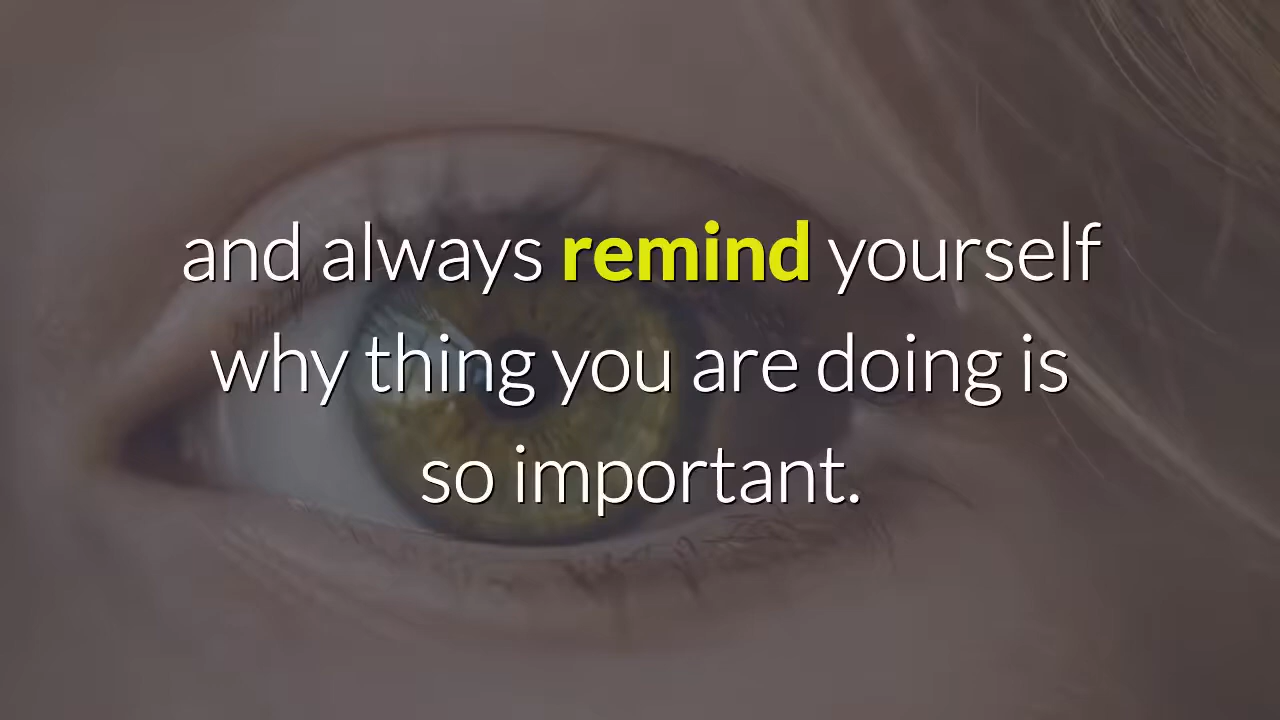 and always remind yourself
why thing you are doing is
so important.